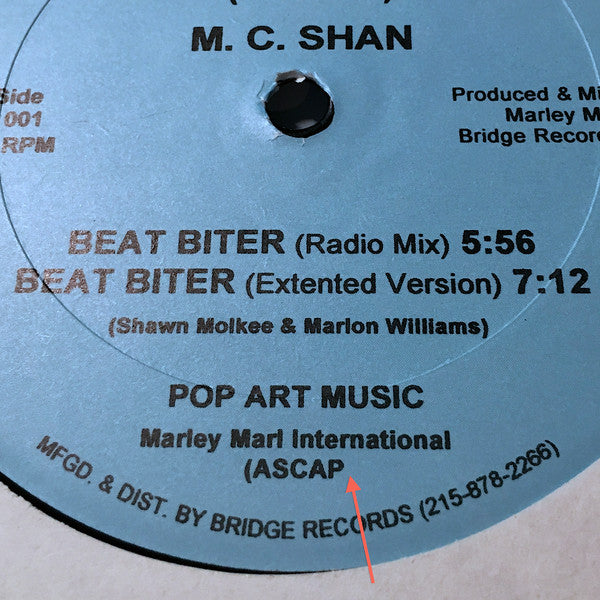 M. C. SHAN
Side
001
RPM
Produced & Mi
Marley M
Bridge Recor
BEAT BITER (Radio Mix) 5:56
BEAT BITER (Extented Version) 7:12
(Shawn Molkee & Marlon Williams)
POP ART MUSIC
Marley Marl International
(ASCAP
MFGD. & DIST. BY BRIDGE RECORDS (215-878-2266)